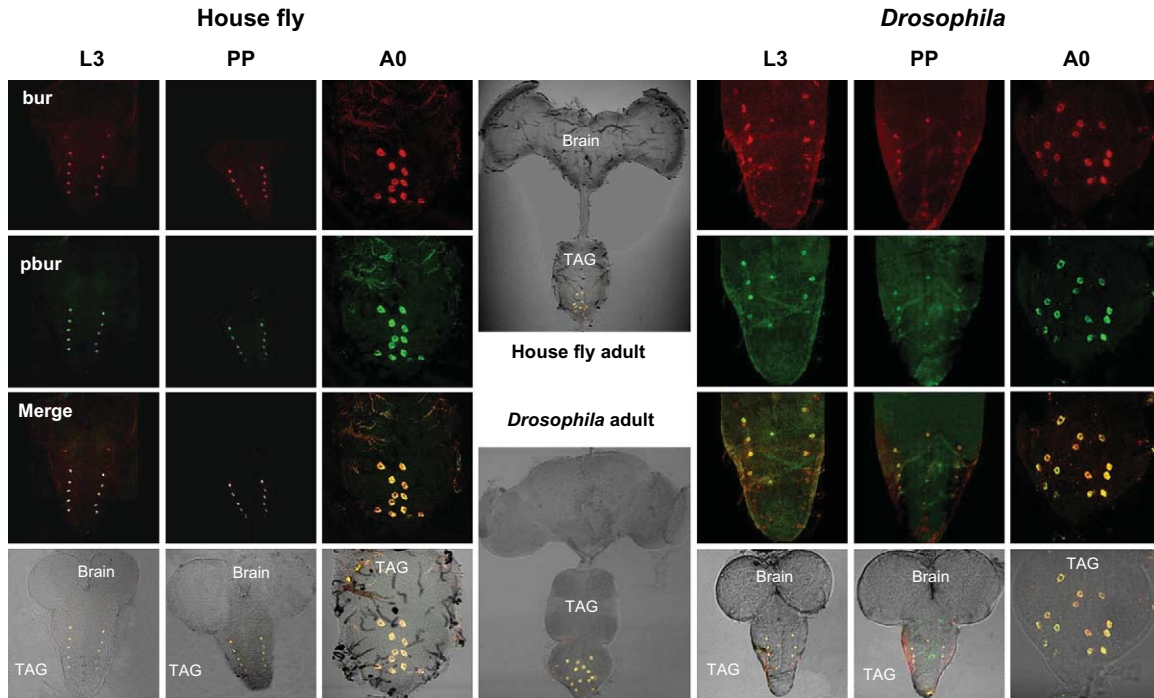 House fly
Drosophila
L3 PP A0
L3 PP A0
bur
pbur
Merge
Brain
TAG
House fly adult
Drosophila adult
TAG
Brain
TAG
Brain
TAG
TAG
Brain
TAG
Brain
TAG
TAG